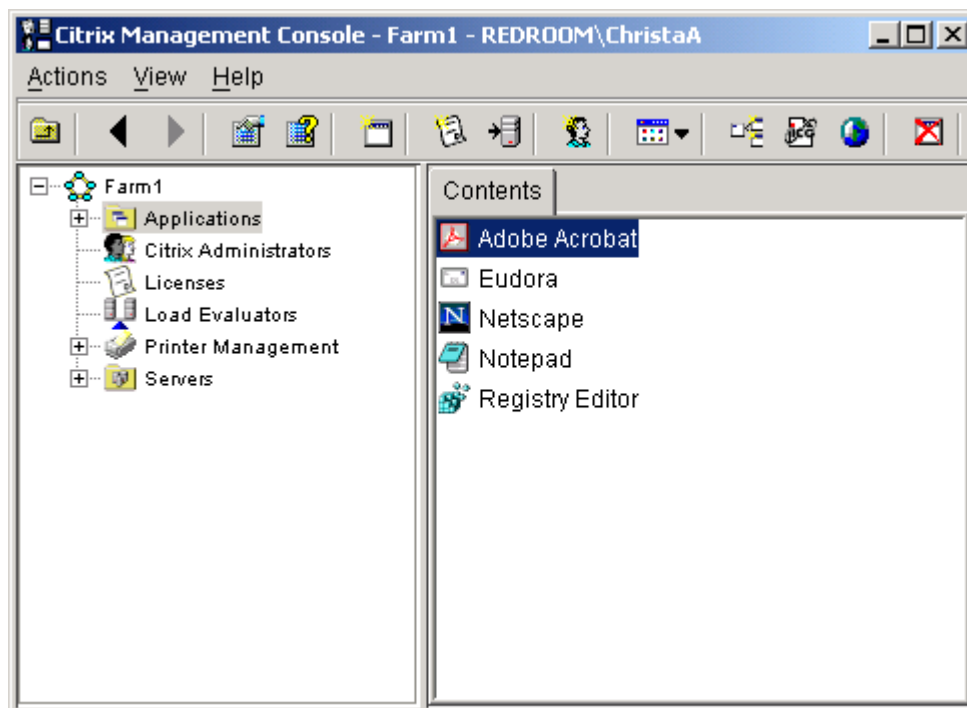 Citrix Management Console - Farm1 - REDROOM\ChristaA
Actions View Help
Farm1
Applications
Citrix Administrators
Licenses
Load Evaluators
Printer Management
Servers
Contents
Adobe Acrobat
Eudora
Netscape
Notepad
Registry Editor